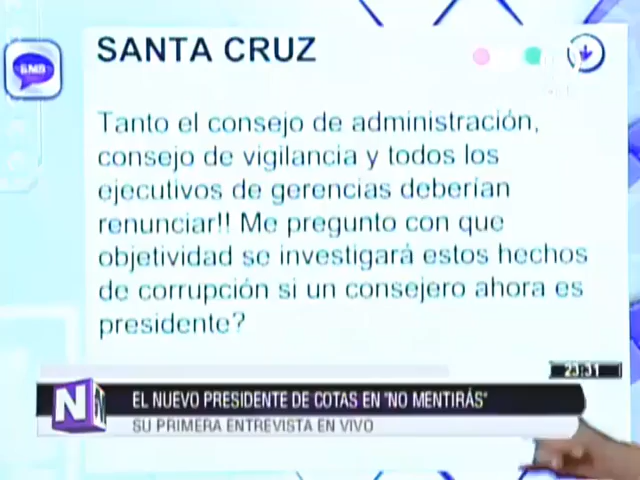 SANTA CRUZ
SMS
Tanto el consejo de administración,
consejo de vigilancia y todos los
ejecutivos de gerencias deberían
renunciar!! Me pregunto con que
objetividad se investigará estos hechos
de corrupción si un consejero ahora es
presidente?
23:31
N
EL NUEVO PRESIDENTE DE COTAS EN "NO MENTIRÁS"
SU PRIMERA ENTREVISTA EN VIVO